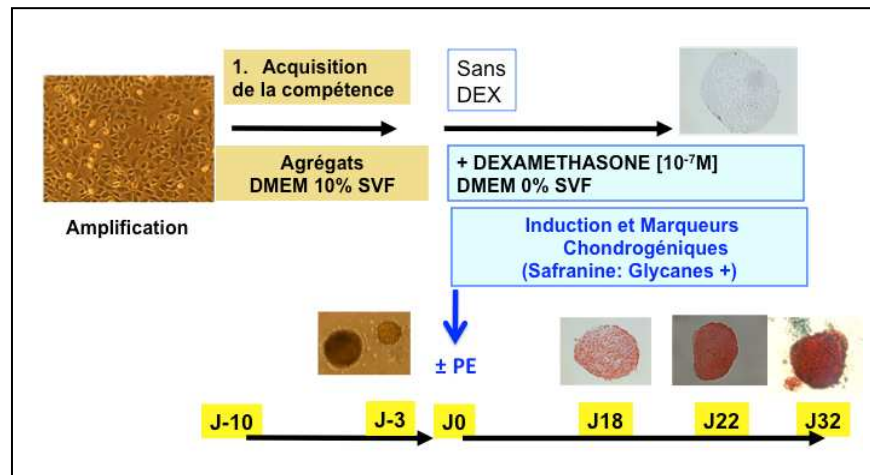 1. Acquisition
de la compétence
Sans
DEX
Agrégats
DMEM 10% SVF
+ DEXAMETHASONE [10⁻⁷M]
DMEM 0% SVF
Amplification
Induction et Marqueurs
Chondrogéniques
(Safranine: Glycanes +)
± PE
J-10
J-3
J0
J18
J22
J32